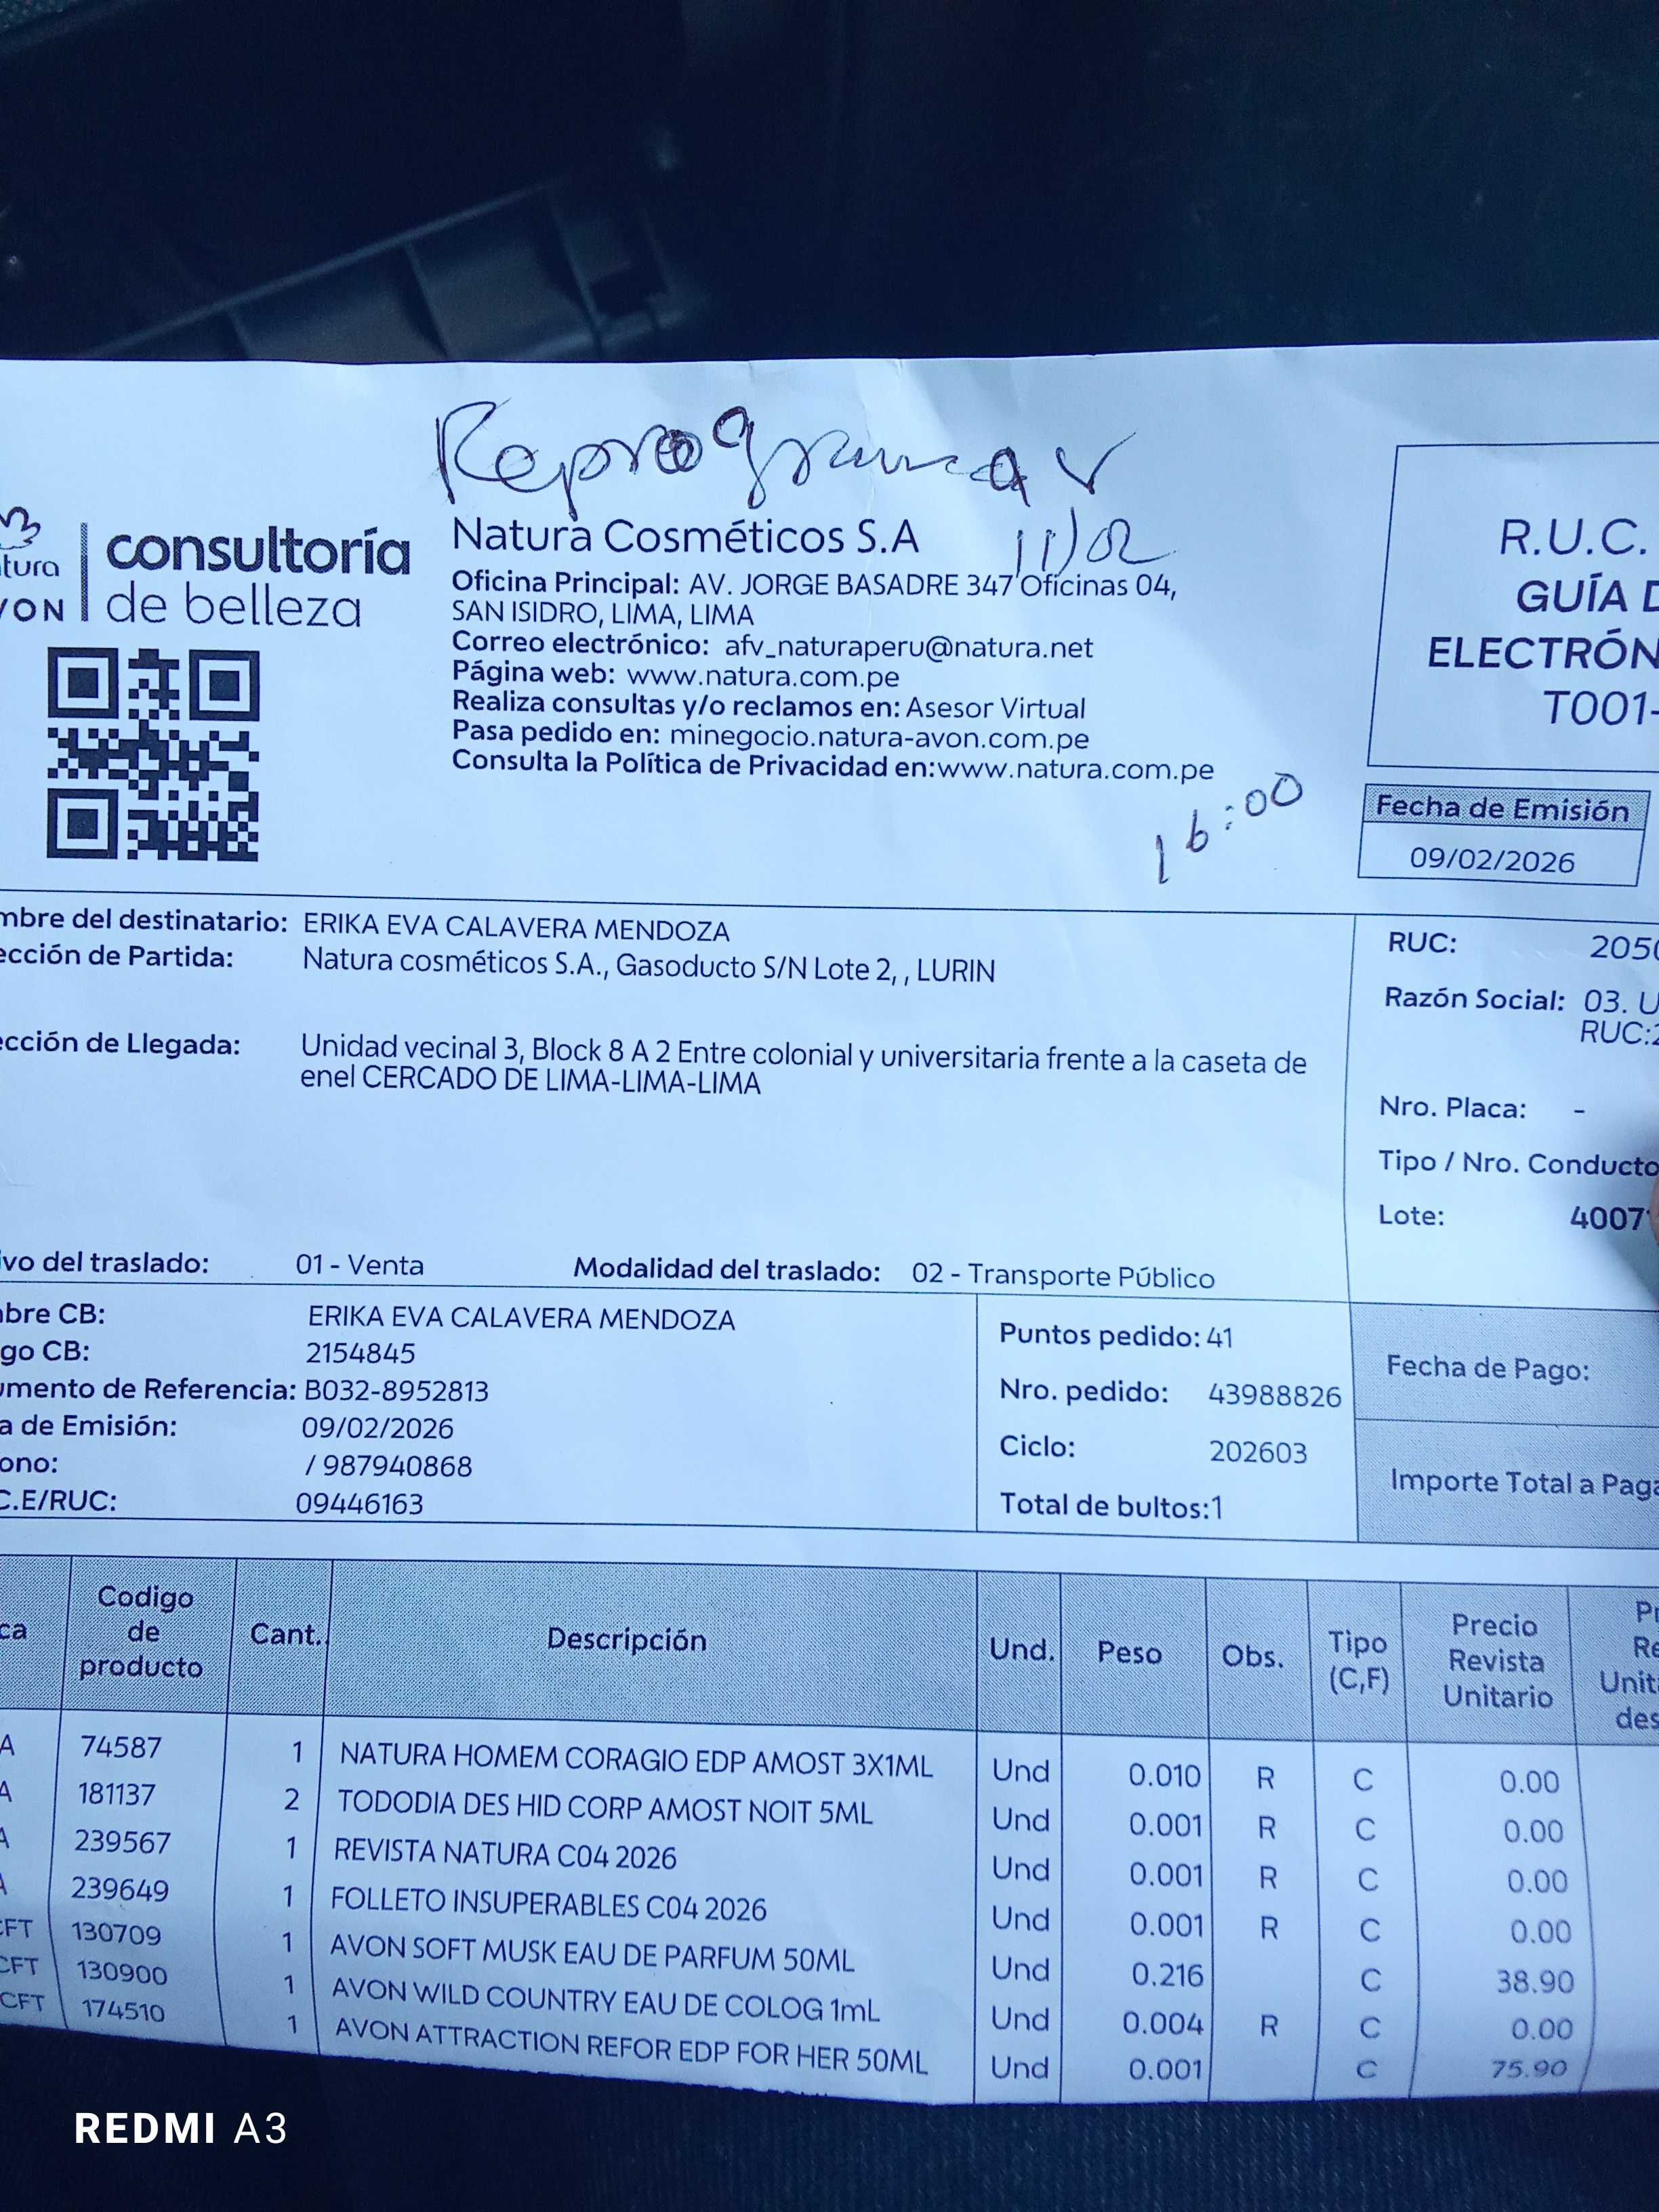 Reprogramar
11/02
16:00
tura
consultoría
de belleza
VON
Natura Cosméticos S.A
Oficina Principal: AV. JORGE BASADRE 347 Oficinas 04,
SAN ISIDRO, LIMA, LIMA
Correo electrónico: afv_naturaperu@natura.net
Página web: www.natura.com.pe
Realiza consultas y/o reclamos en: Asesor Virtual
Pasa pedido en: minegocio.natura-avon.com.pe
Consulta la Política de Privacidad en:www.natura.com.pe
R.U.C.
GUÍA D
ELECTRÓN
T001-
Fecha de Emisión
09/02/2026
mbre del destinatario: ERIKA EVA CALAVERA MENDOZA
ección de Partida: Natura cosméticos S.A., Gasoducto S/N Lote 2, , LURIN
ección de Llegada: Unidad vecinal 3, Block 8 A 2 Entre colonial y universitaria frente a la caseta de
enel CERCADO DE LIMA-LIMA-LIMA
ivo del traslado: 01 - Venta Modalidad del traslado: 02 - Transporte Público
RUC: 205
Razón Social: 03. U
RUC:2
Nro. Placa: -
Tipo / Nro. Conducto
Lote: 4007
bre CB: ERIKA EVA CALAVERA MENDOZA
go CB: 2154845
umento de Referencia: B032-8952813
a de Emisión: 09/02/2026
ono: / 987940868
C.E/RUC: 09446163
Puntos pedido: 41
Nro. pedido: 43988826
Ciclo: 202603
Total de bultos:1
Fecha de Pago:
Importe Total a Paga
ca Codigo de producto Cant. Descripción Und. Peso Obs. Tipo (C,F) Precio Revista Unitario
A 74587 1 NATURA HOMEM CORAGIO EDP AMOST 3X1ML Und 0.010 R C 0.00
A 181137 2 TODODIA DES HID CORP AMOST NOIT 5ML Und 0.001 R C 0.00
A 239567 1 REVISTA NATURA C04 2026 Und 0.001 R C 0.00
A 239649 1 FOLLETO INSUPERABLES C04 2026 Und 0.001 R C 0.00
CFT 130709 1 AVON SOFT MUSK EAU DE PARFUM 50ML Und 0.216 C 38.90
CFT 130900 1 AVON WILD COUNTRY EAU DE COLOG 1mL Und 0.004 R C 0.00
CFT 174510 1 AVON ATTRACTION REFOR EDP FOR HER 50ML Und 0.001 C 75.90
REDMI A3